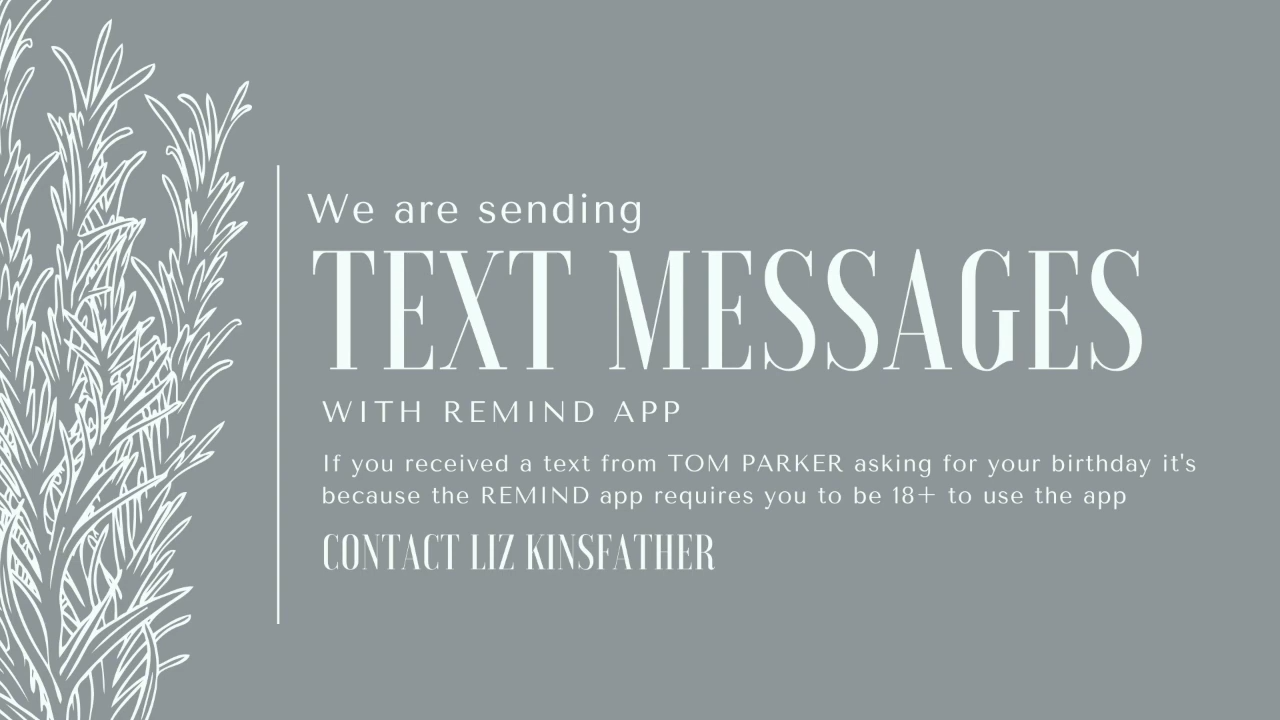 We are sending
TEXT MESSAGES
WITH REMIND APP
If you received a text from TOM PARKER asking for your birthday it's
because the REMIND app requires you to be 18+ to use the app
CONTACT LIZ KINSFATHER